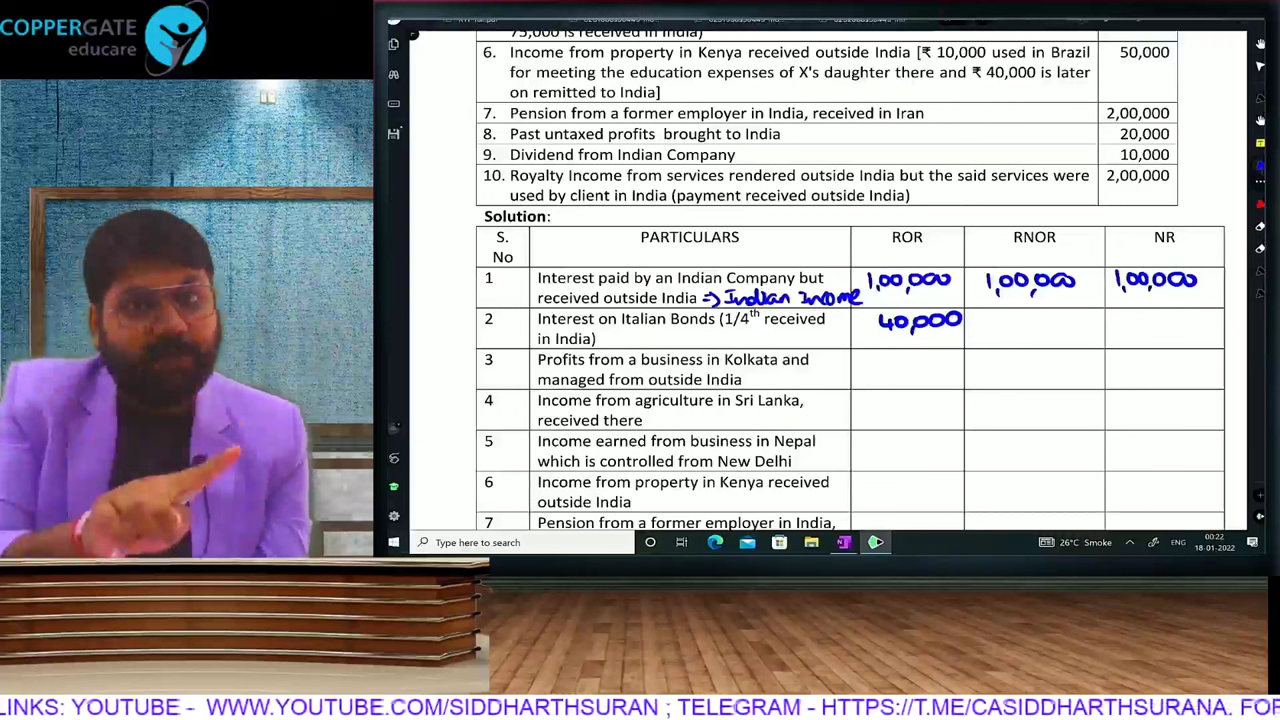 COPPERGATE
educare
75,000 is received in India)
6. Income from property in Kenya received outside India [₹ 10,000 used in Brazil 50,000
for meeting the education expenses of X's daughter there and ₹ 40,000 is later
on remitted to India]
7. Pension from a former employer in India, received in Iran 2,00,000
8. Past untaxed profits brought to India 20,000
9. Dividend from Indian Company 10,000
10. Royalty Income from services rendered outside India but the said services were 2,00,000
used by client in India (payment received outside India)
Solution:
S. PARTICULARS ROR RNOR NR
No
1 Interest paid by an Indian Company but 1,00,000 1,00,000 1,00,000
received outside India => Indian Income
2 Interest on Italian Bonds (1/4th received 40,000
in India)
3 Profits from a business in Kolkata and
managed from outside India
4 Income from agriculture in Sri Lanka,
received there
5 Income earned from business in Nepal
which is controlled from New Delhi
6 Income from property in Kenya received
outside India
7 Pension from a former employer in India,
Type here to search 26°C Smoke ENG 00:22
18-01-2022
LINKS: YOUTUBE - WWW.YOUTUBE.COM/SIDDHARTHSURAN ; TELEGRAM - HTTPS://T.ME/CASIDDHARTHSURANA. FOR